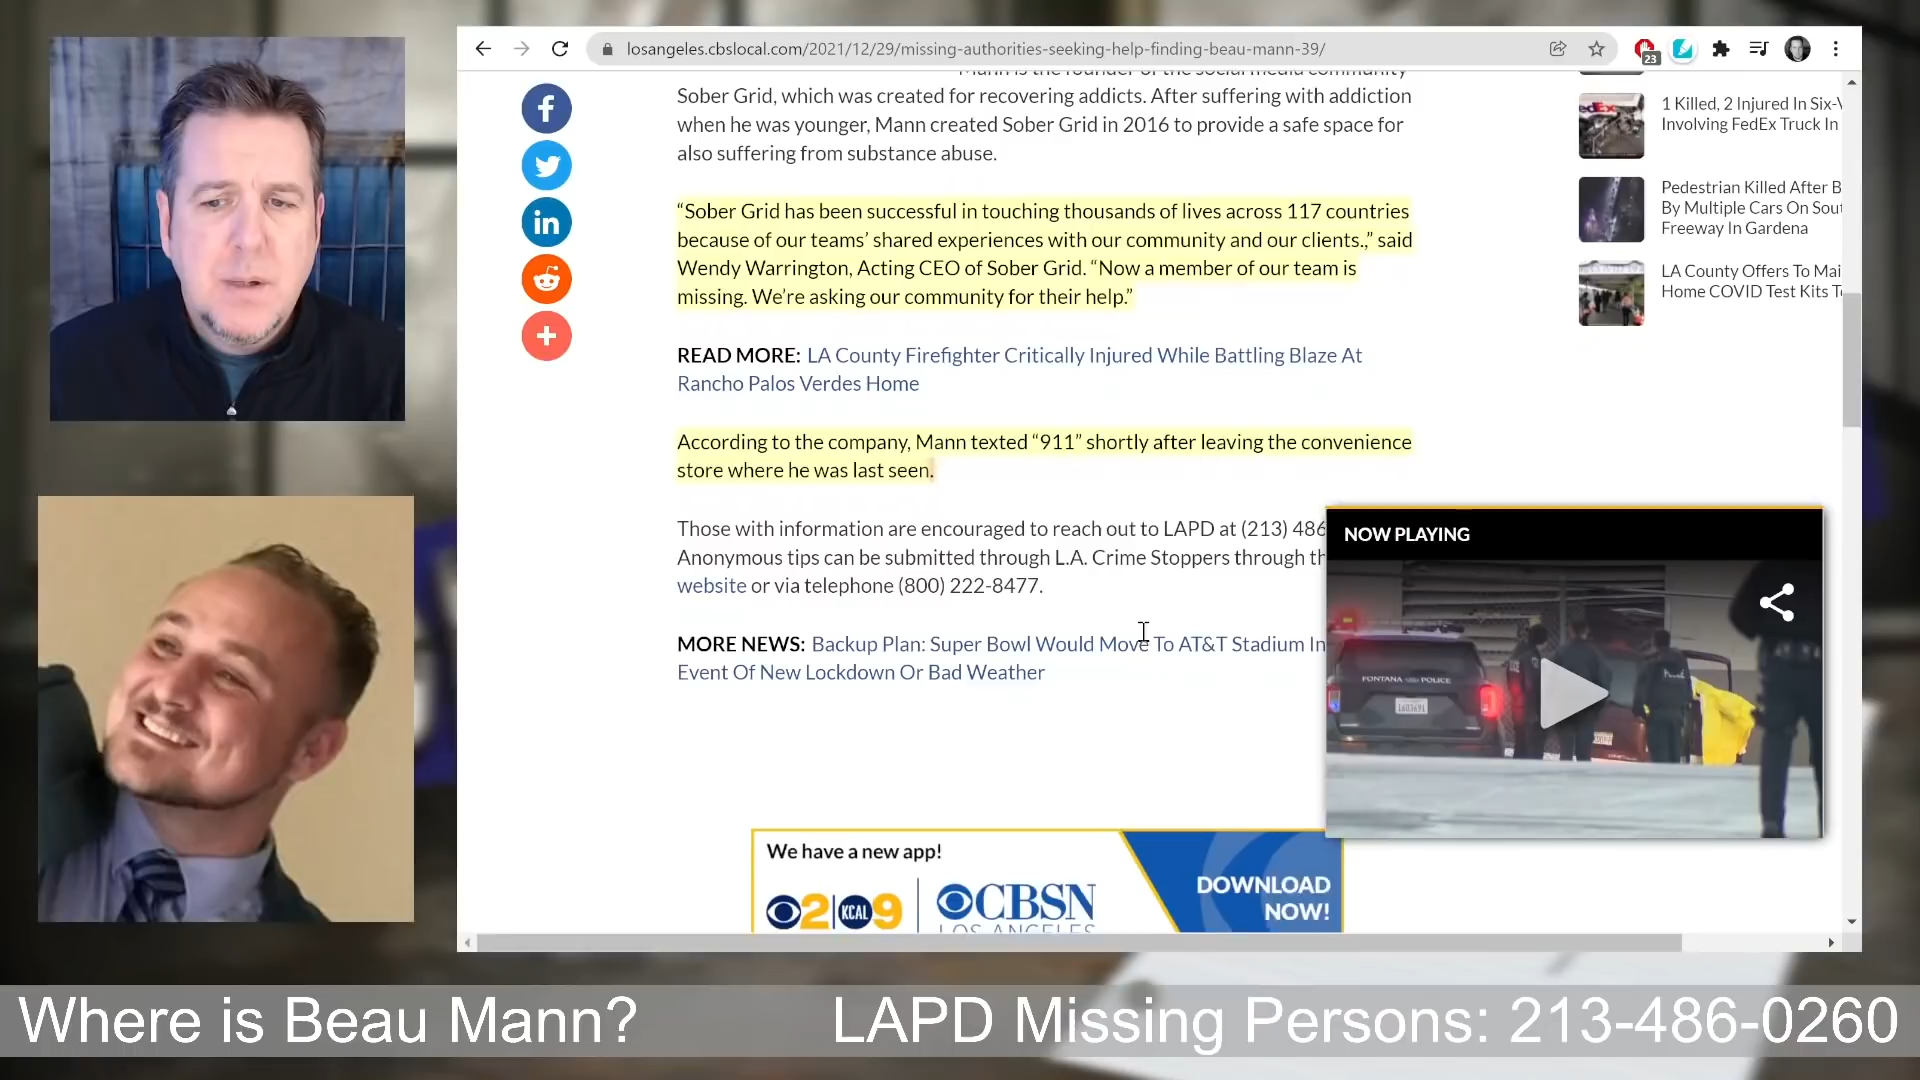 losangeles.cbslocal.com/2021/12/29/missing-authorities-seeking-help-finding-beau-mann-39/
23
Mann is the founder of the social media community
Sober Grid, which was created for recovering addicts. After suffering with addiction
when he was younger, Mann created Sober Grid in 2016 to provide a safe space for
also suffering from substance abuse.
“Sober Grid has been successful in touching thousands of lives across 117 countries
because of our teams’ shared experiences with our community and our clients.,” said
Wendy Warrington, Acting CEO of Sober Grid. “Now a member of our team is
missing. We’re asking our community for their help.”
READ MORE: LA County Firefighter Critically Injured While Battling Blaze At
Rancho Palos Verdes Home
According to the company, Mann texted “911” shortly after leaving the convenience
store where he was last seen.
Those with information are encouraged to reach out to LAPD at (213) 486
Anonymous tips can be submitted through L.A. Crime Stoppers through th
website or via telephone (800) 222-8477.
MORE NEWS: Backup Plan: Super Bowl Would Move To AT&T Stadium In
Event Of New Lockdown Or Bad Weather
1 Killed, 2 Injured In Six-V
Involving FedEx Truck In
Pedestrian Killed After B
By Multiple Cars On Sout
Freeway In Gardena
LA County Offers To Mai
Home COVID Test Kits T
NOW PLAYING
FONTANA POLICE
We have a new app!
2 KCAL 9
CBSN
LOS ANGELES
DOWNLOAD
NOW!
Where is Beau Mann?
LAPD Missing Persons: 213-486-0260